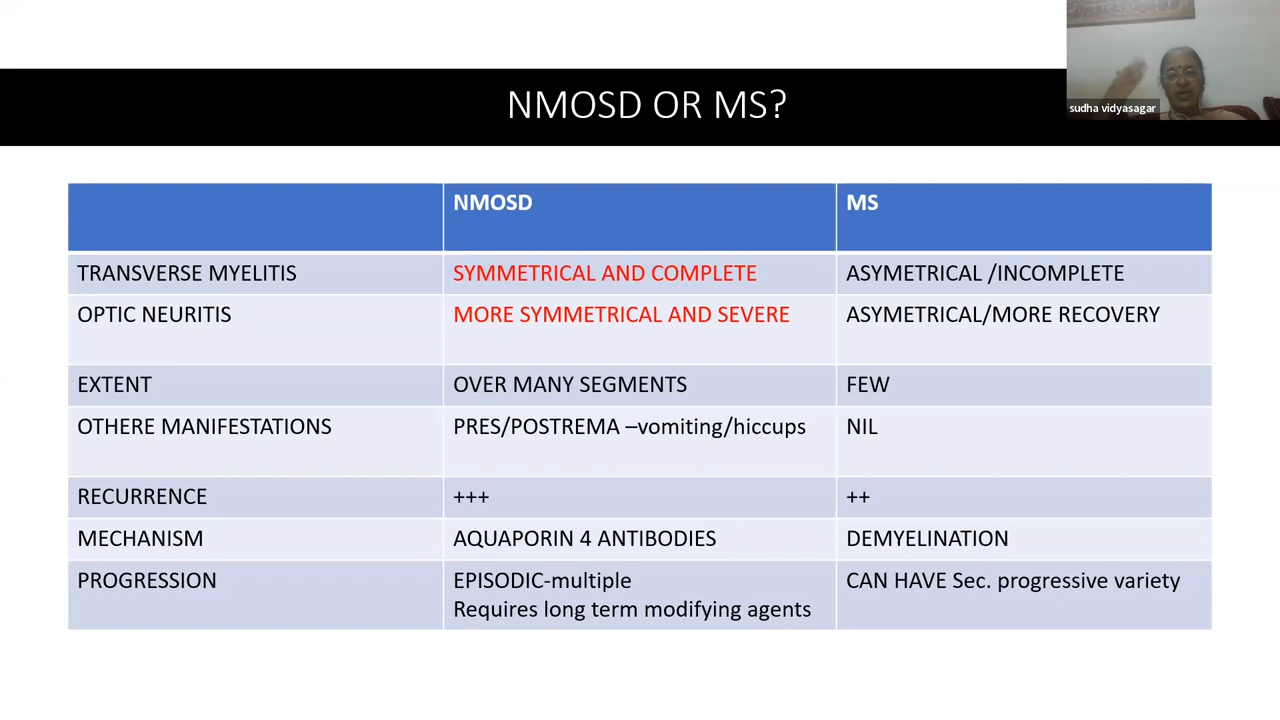 NMOSD OR MS?
sudha vidyasagar
NMOSD
MS
TRANSVERSE MYELITIS
SYMMETRICAL AND COMPLETE
ASYMETRICAL /INCOMPLETE
OPTIC NEURITIS
MORE SYMMETRICAL AND SEVERE
ASYMETRICAL/MORE RECOVERY
EXTENT
OVER MANY SEGMENTS
FEW
OTHERE MANIFESTATIONS
PRES/POSTREMA –vomiting/hiccups
NIL
RECURRENCE
+++
++
MECHANISM
AQUAPORIN 4 ANTIBODIES
DEMYELINATION
PROGRESSION
EPISODIC-multiple
Requires long term modifying agents
CAN HAVE Sec. progressive variety